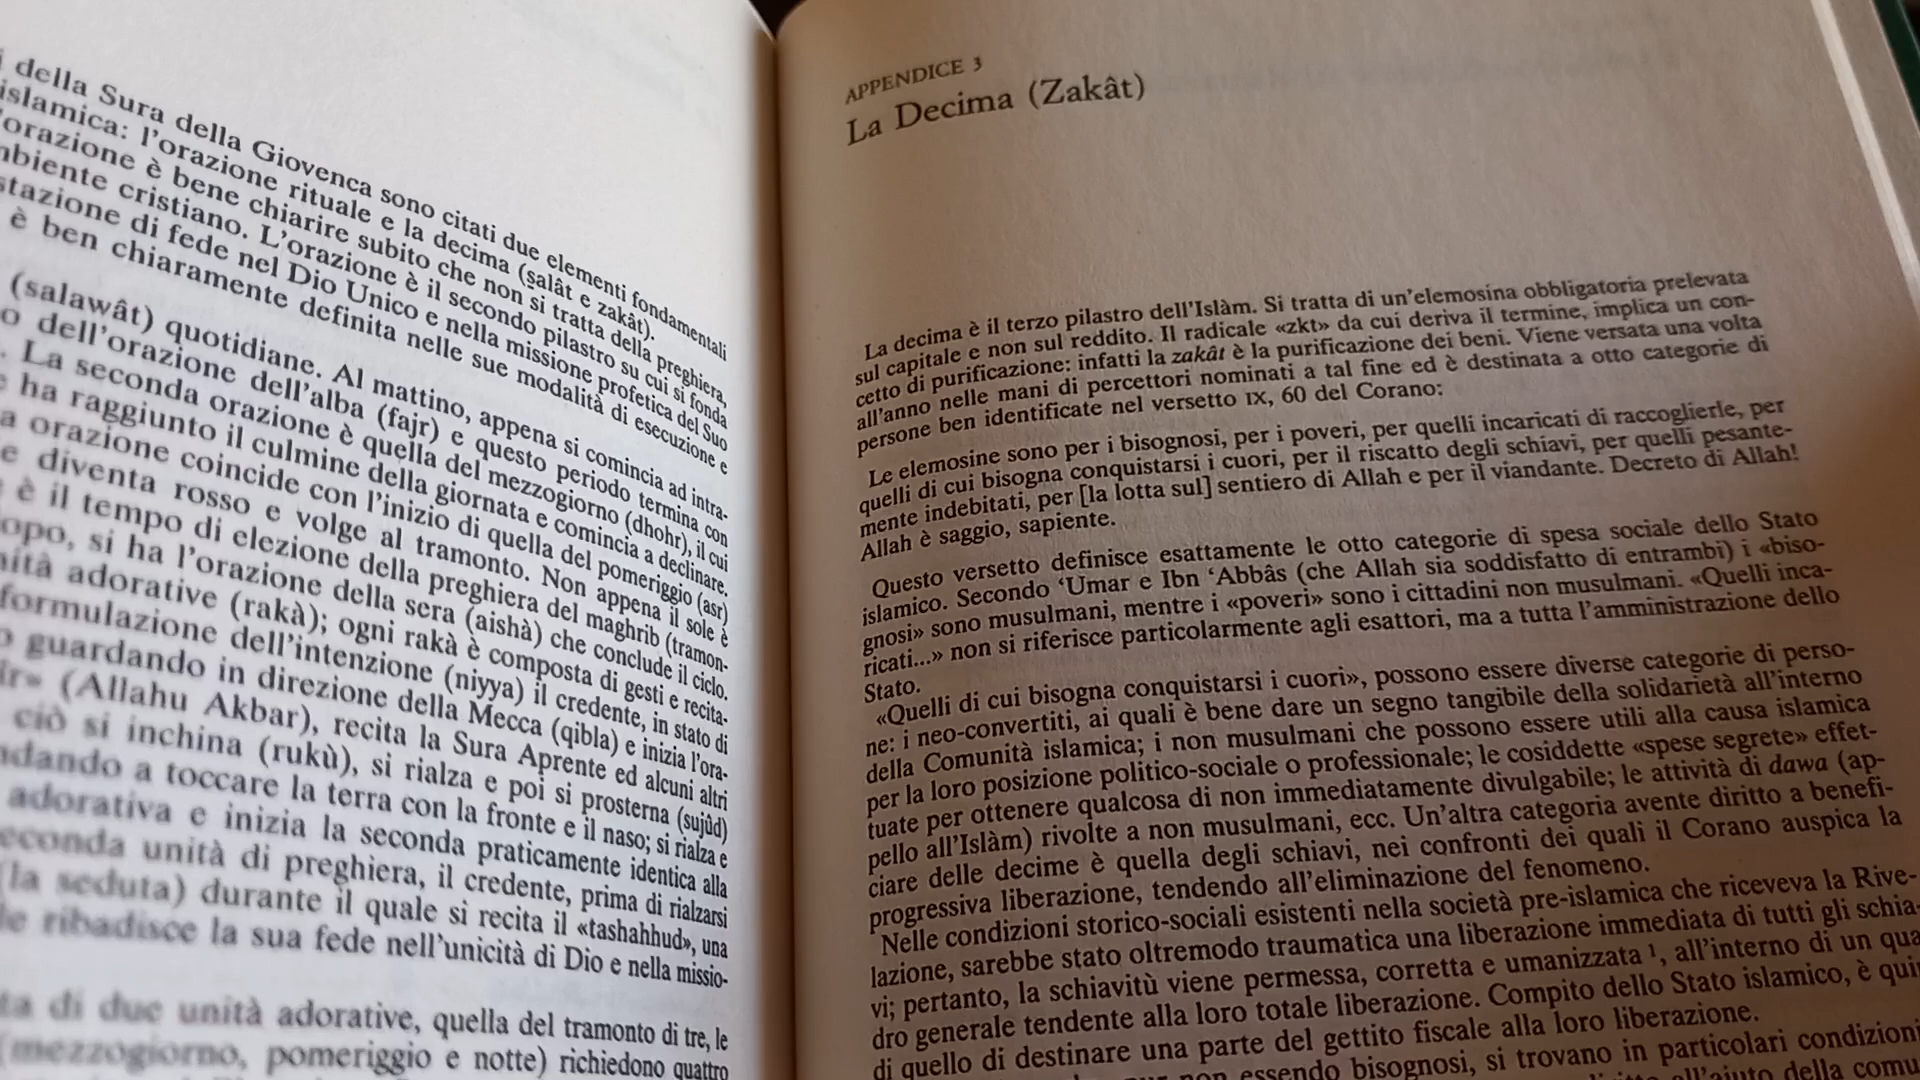 della Sura della Giovenca sono citati due elementi fondamentali
islamica: l'orazione rituale e la decima (ṣalât e zakât).
'orazione è bene chiarire subito che non si tratta della preghiera,
cristiano. L'orazione è il secondo pilastro su cui si fonda
di fede nel Dio Unico e nella missione profetica del Suo
è ben chiaramente definita nelle sue modalità di esecuzione e
(salawât) quotidiane. Al mattino, appena si comincia ad intra-
dell'orazione dell'alba (fajr) e questo periodo termina con
. La seconda orazione è quella del mezzogiorno (dhohr), il cui
ha raggiunto il culmine della giornata e comincia a declinare.
orazione coincide con l'inizio di quella del pomeriggio (asr)
e diventa rosso e volge al tramonto. Non appena il sole è
è il tempo di elezione della preghiera del maghrib (tramon-
si ha l'orazione della sera (aishà) che conclude il ciclo.
adorative (rakà); ogni rakà è composta di gesti e recita-
formulazione dell'intenzione (niyya) il credente, in stato di
guardando in direzione della Mecca (qibla) e inizia l'ora-
(Allahu Akbar), recita la Sura Aprente ed alcuni altri
ciò si inchina (rukù), si rialza e poi si prosterna (sujûd)
a toccare la terra con la fronte e il naso; si rialza e
adorativa e inizia la seconda praticamente identica alla
unità di preghiera, il credente, prima di rialzarsi
(la seduta) durante il quale si recita il «tashahhud», una
ribadisce la sua fede nell'unicità di Dio e nella missio-
di due unità adorative, quella del tramonto di tre, le
(mezzogiorno, pomeriggio e notte) richiedono quattro
APPENDICE 3
La Decima (Zakât)
La decima è il terzo pilastro dell'Islàm. Si tratta di un'elemosina obbligatoria prelevata
sul capitale e non sul reddito. Il radicale «zkt» da cui deriva il termine, implica un con-
cetto di purificazione: infatti la zakât è la purificazione dei beni. Viene versata una volta
all'anno nelle mani di percettori nominati a tal fine ed è destinata a otto categorie di
persone ben identificate nel versetto IX, 60 del Corano:
Le elemosine sono per i bisognosi, per i poveri, per quelli incaricati di raccoglierle, per
quelli di cui bisogna conquistarsi i cuori, per il riscatto degli schiavi, per quelli pesante-
mente indebitati, per [la lotta sul] sentiero di Allah e per il viandante. Decreto di Allah!
Allah è saggio, sapiente.
Questo versetto definisce esattamente le otto categorie di spesa sociale dello Stato
islamico. Secondo 'Umar e Ibn 'Abbâs (che Allah sia soddisfatto di entrambi) i «biso-
gnosi» sono musulmani, mentre i «poveri» sono i cittadini non musulmani. «Quelli inca-
ricati...» non si riferisce particolarmente agli esattori, ma a tutta l'amministrazione dello
Stato.
«Quelli di cui bisogna conquistarsi i cuori», possono essere diverse categorie di perso-
ne: i neo-convertiti, ai quali è bene dare un segno tangibile della solidarietà all'interno
della Comunità islamica; i non musulmani che possono essere utili alla causa islamica
per la loro posizione politico-sociale o professionale; le cosiddette «spese segrete» effet-
tuate per ottenere qualcosa di non immediatamente divulgabile; le attività di dawa (ap-
pello all'Islàm) rivolte a non musulmani, ecc. Un'altra categoria avente diritto a benefi-
ciare delle decime è quella degli schiavi, nei confronti dei quali il Corano auspica la
progressiva liberazione, tendendo all'eliminazione del fenomeno.
Nelle condizioni storico-sociali esistenti nella società pre-islamica che riceveva la Rive-
lazione, sarebbe stato oltremodo traumatica una liberazione immediata di tutti gli schia-
vi; pertanto, la schiavitù viene permessa, corretta e umanizzata ¹, all'interno di un qua
dro generale tendente alla loro totale liberazione. Compito dello Stato islamico, è quin
di quello di destinare una parte del gettito fiscale alla loro liberazione.
non essendo bisognosi, si trovano in particolari condizioni
all'aiuto della comu